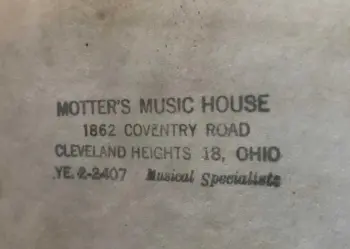 MOTTER'S MUSIC HOUSE
1862 COVENTRY ROAD
CLEVELAND HEIGHTS 18, OHIO
YE. 2-2407 Musical Specialists